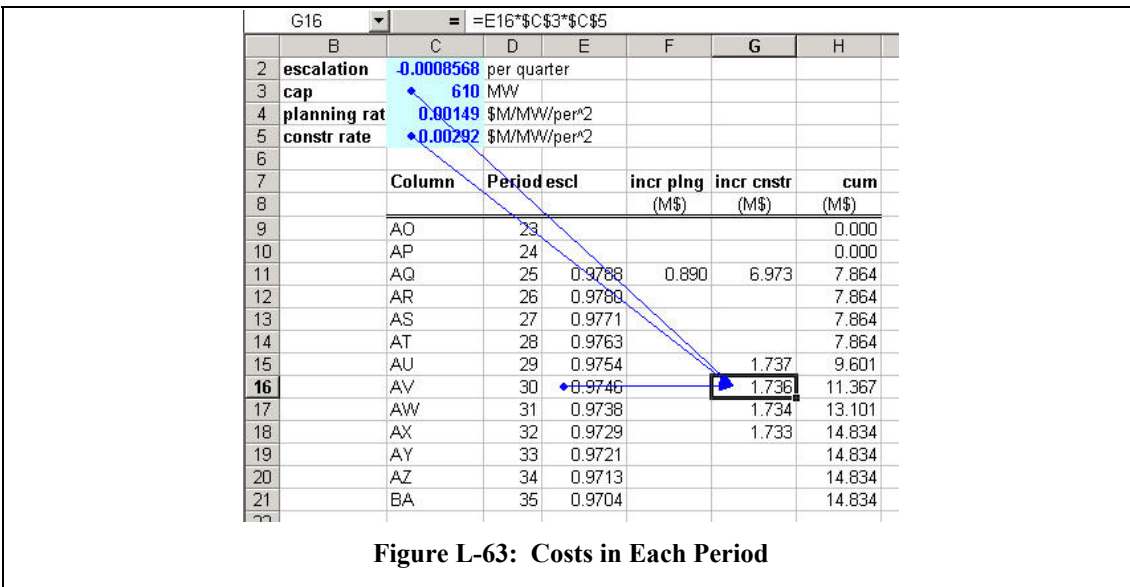 G16 = =E16*$C$3*$C$5
B C D E F G H
2 escalation -0.0008568 per quarter
3 cap 610 MW
4 planning rat 0.00149 $M/MW/per^2
5 constr rate 0.00292 $M/MW/per^2
6
7 Column Period escl incr plng incr cnstr cum
8 (M$) (M$) (M$)
9 AO 23 0.000
10 AP 24 0.000
11 AQ 25 0.9788 0.890 6.973 7.864
12 AR 26 0.9780 7.864
13 AS 27 0.9771 7.864
14 AT 28 0.9763 7.864
15 AU 29 0.9754 1.737 9.601
16 AV 30 0.9746 1.736 11.367
17 AW 31 0.9738 1.734 13.101
18 AX 32 0.9729 1.733 14.834
19 AY 33 0.9721 14.834
20 AZ 34 0.9713 14.834
21 BA 35 0.9704 14.834
Figure L-63: Costs in Each Period